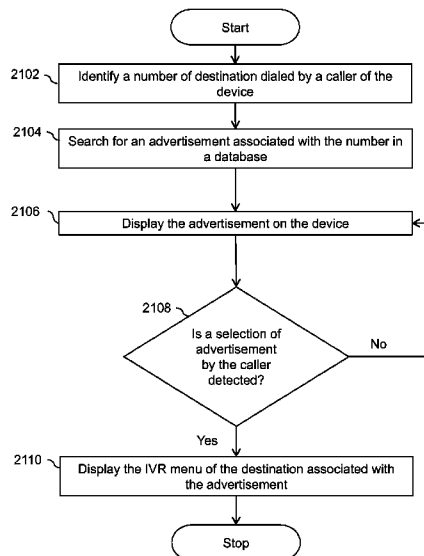 Start
2102
Identify a number of destination dialed by a caller of the
device
2104
Search for an advertisement associated with the number in
a database
2106
Display the advertisement on the device
2108
Is a selection of
advertisement
by the caller
detected?
No
Yes
2110
Display the IVR menu of the destination associated with
the advertisement
Stop